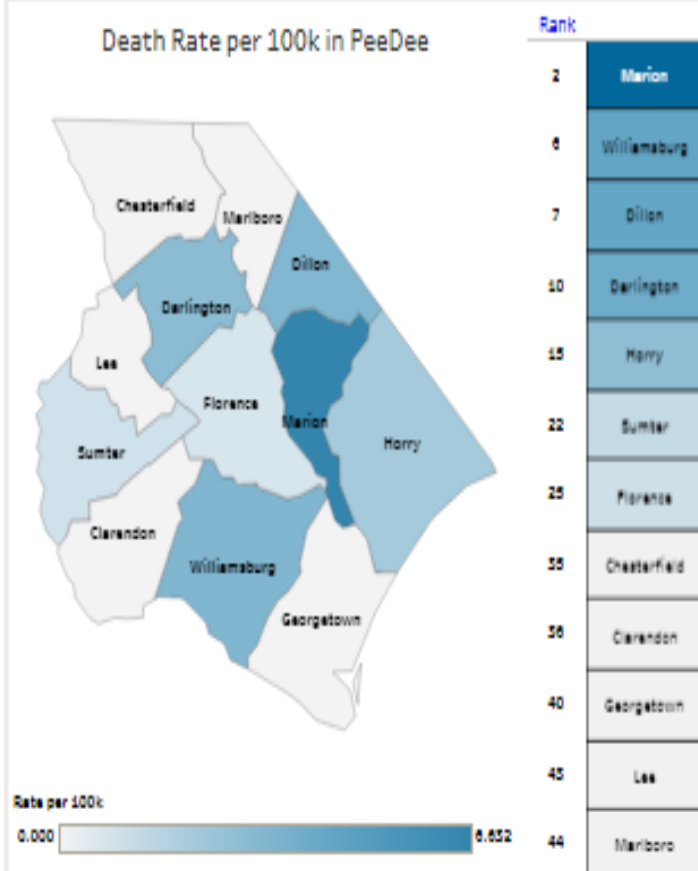 Death Rate per 100k in PeeDee
Chesterfield
Marlboro
Dillon
Darlington
Lee
Florence
Marion
Horry
Sumter
Clarendon
Williamsburg
Georgetown
Rate per 100k
0.000 6.632
Rank
2 Marion
6 Williamsburg
7 Dillon
10 Darlington
15 Horry
22 Sumter
25 Florence
35 Chesterfield
36 Clarendon
40 Georgetown
43 Lee
44 Marlboro